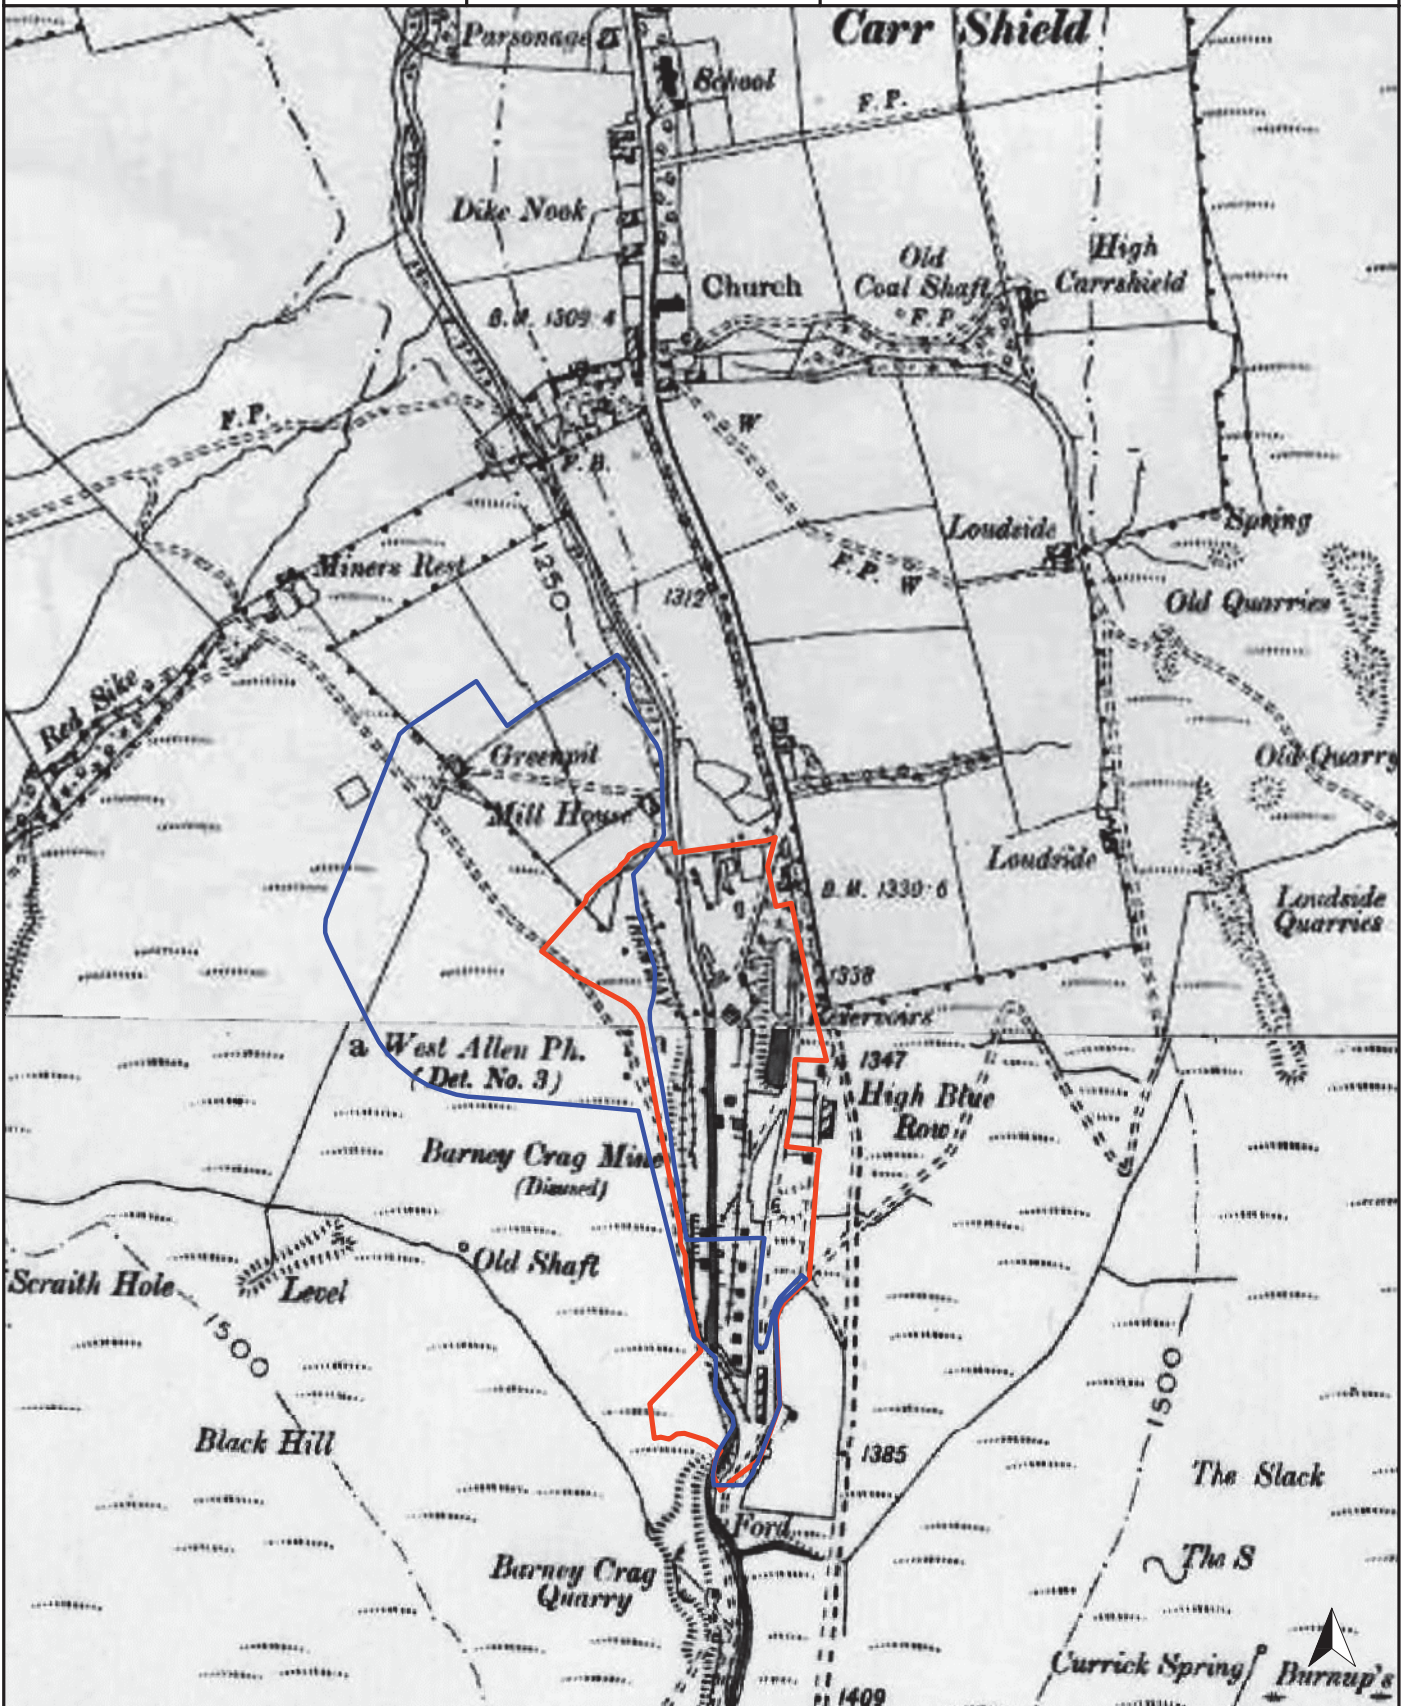 Carr Shield
Parsonage
School
F.P.
Dike Nook
High
Carrshield
Old
Coal Shaft
Church
B.M. 1309.4
F.P.
F.P.
W
F.B.
Loudside
Spring
Miners Rest
1250
F.P.
W
1312
Old Quarries
Red Sike
Greenpit
Old Quarry
Mill House
Loudside
B.M. 1330.6
Loudside
Quarries
1338
1347
a West Allen Ph.
(Det. No. 3)
High Blue
Row
Barney Crag Mine
(Disused)
Old Shaft
Scraith Hole
Level
1500
1500
Black Hill
1385
The Slack
Ford
The S
Barney Crag
Quarry
Currick Spring
Burnup's
1409